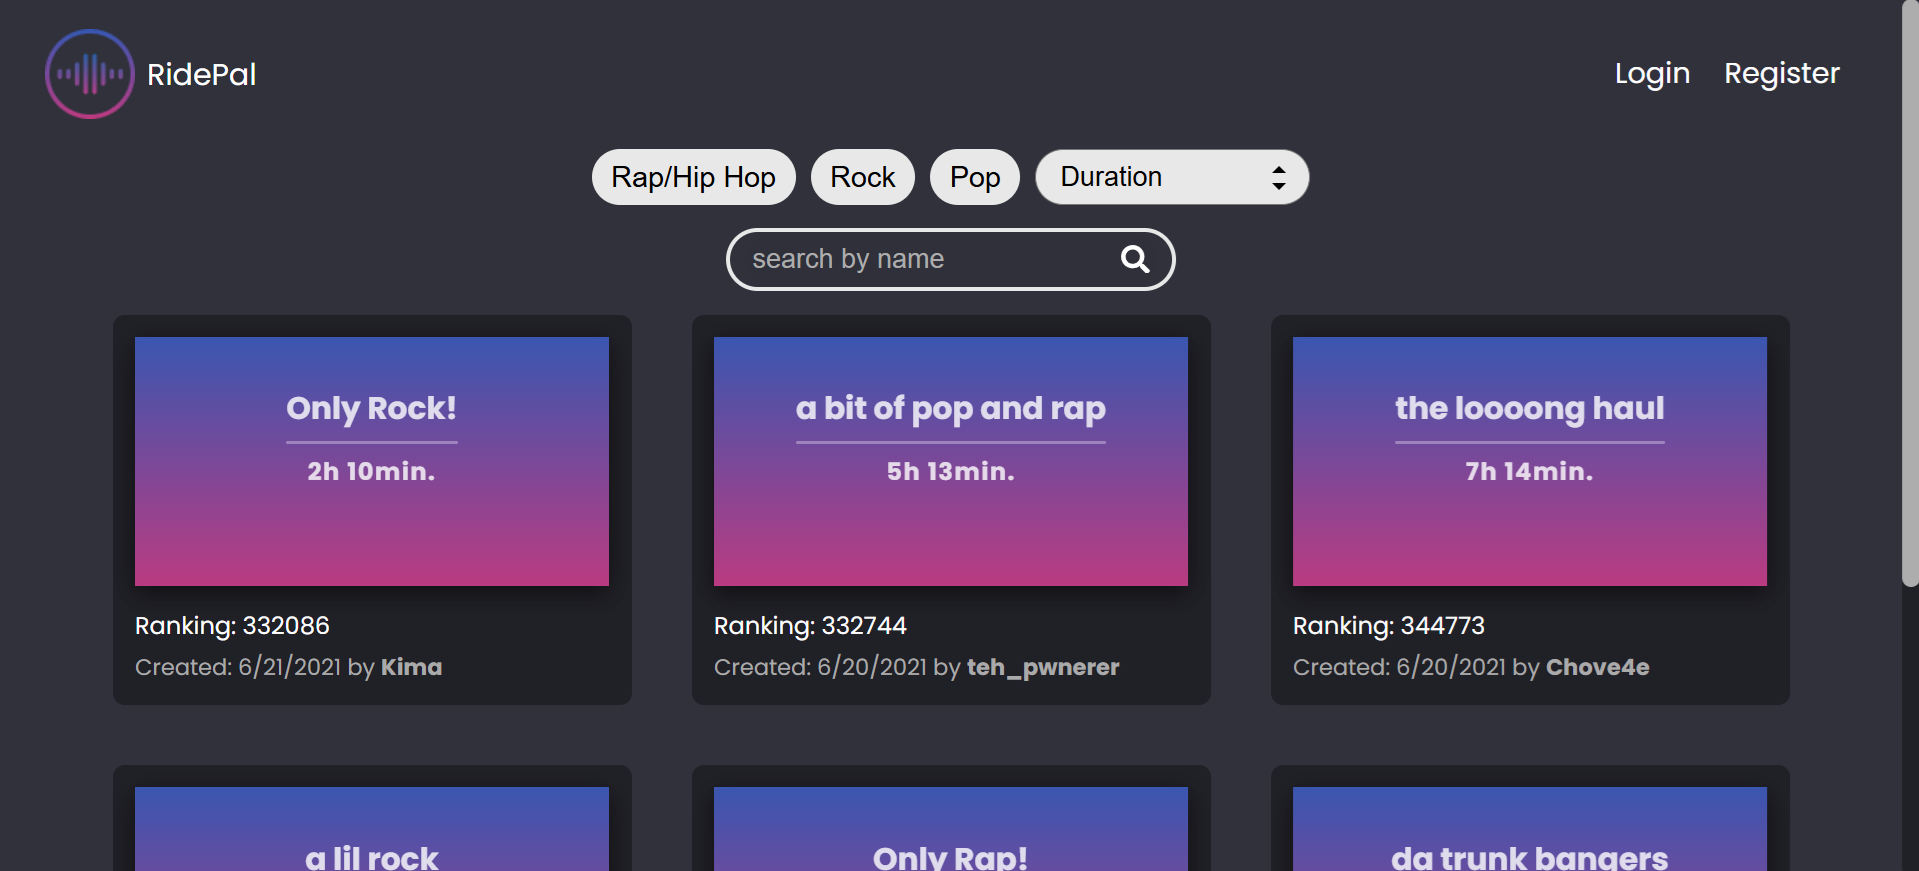 RidePal
Login Register
Rap/Hip Hop Rock Pop Duration
search by name
Only Rock!
2h 10min.
Ranking: 332086
Created: 6/21/2021 by Kima
a bit of pop and rap
5h 13min.
Ranking: 332744
Created: 6/20/2021 by teh_pwnerer
the loooong haul
7h 14min.
Ranking: 344773
Created: 6/20/2021 by Chove4e
a lil rock
Only Rap!
da trunk bangers